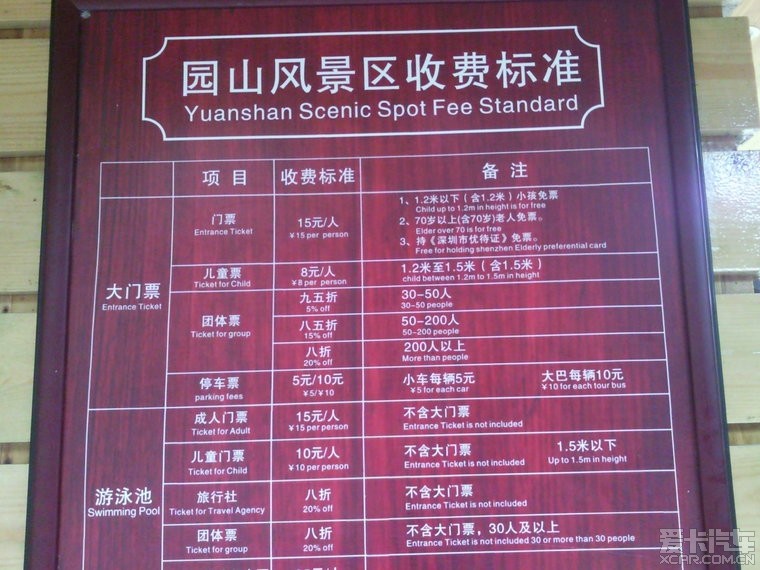 园山风景区收费标准
Yuanshan Scenic Spot Fee Standard
项 目 收费标准 备 注
大门票
Entrance Ticket
门票
Entrance Ticket
15元/人
¥15 per person
1、1.2米以下（含1.2米）小孩免票
Child up to 1.2m in height is for free
2、70岁以上(含70岁)老人免票。
Elder over 70 is for free
3、持《深圳市优待证》免票。
Free for holding shenzhen Elderly preferential card
儿童票
Ticket for Child
8元/人
¥8 per person
1.2米至1.5米（含1.5米）
child between 1.2m to 1.5m in height
团体票
Ticket for group
九五折
5% off
30-50人
30-50 people
八五折
15% off
50-200人
50-200 people
八折
20% off
200人以上
More than people
停车票
parking fees
5元/10元
¥5/¥10
小车每辆5元
¥5 for each car
大巴每辆10元
¥10 for each tour bus
游泳池
Swimming Pool
成人门票
Ticket for Adult
15元/人
¥15 per person
不含大门票
Entrance Ticket is not included
儿童门票
Ticket for Child
10元/人
¥10 per person
不含大门票
Entrance Ticket is not included
1.5米以下
Up to 1.5m in height
旅行社
Ticket for Travel Agency
八折
20% off
不含大门票
Entrance Ticket is not included
团体票
Ticket for group
八折
20% off
不含大门票，30人及以上
Entrance Ticket is not included 30 or more than 30 people
爱卡汽车
XCAR.COM.CN